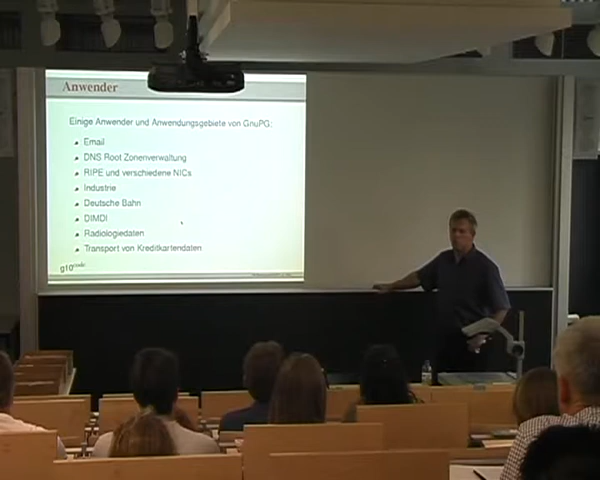 Anwender
Einige Anwender und Anwendungsgebiete von GnuPG:
Email
DNS Root Zonenverwaltung
RIPE und verschiedene NICs
Industrie
Deutsche Bahn
DIMDI
Radiologiedaten
Transport von Kreditkartendaten
g10code